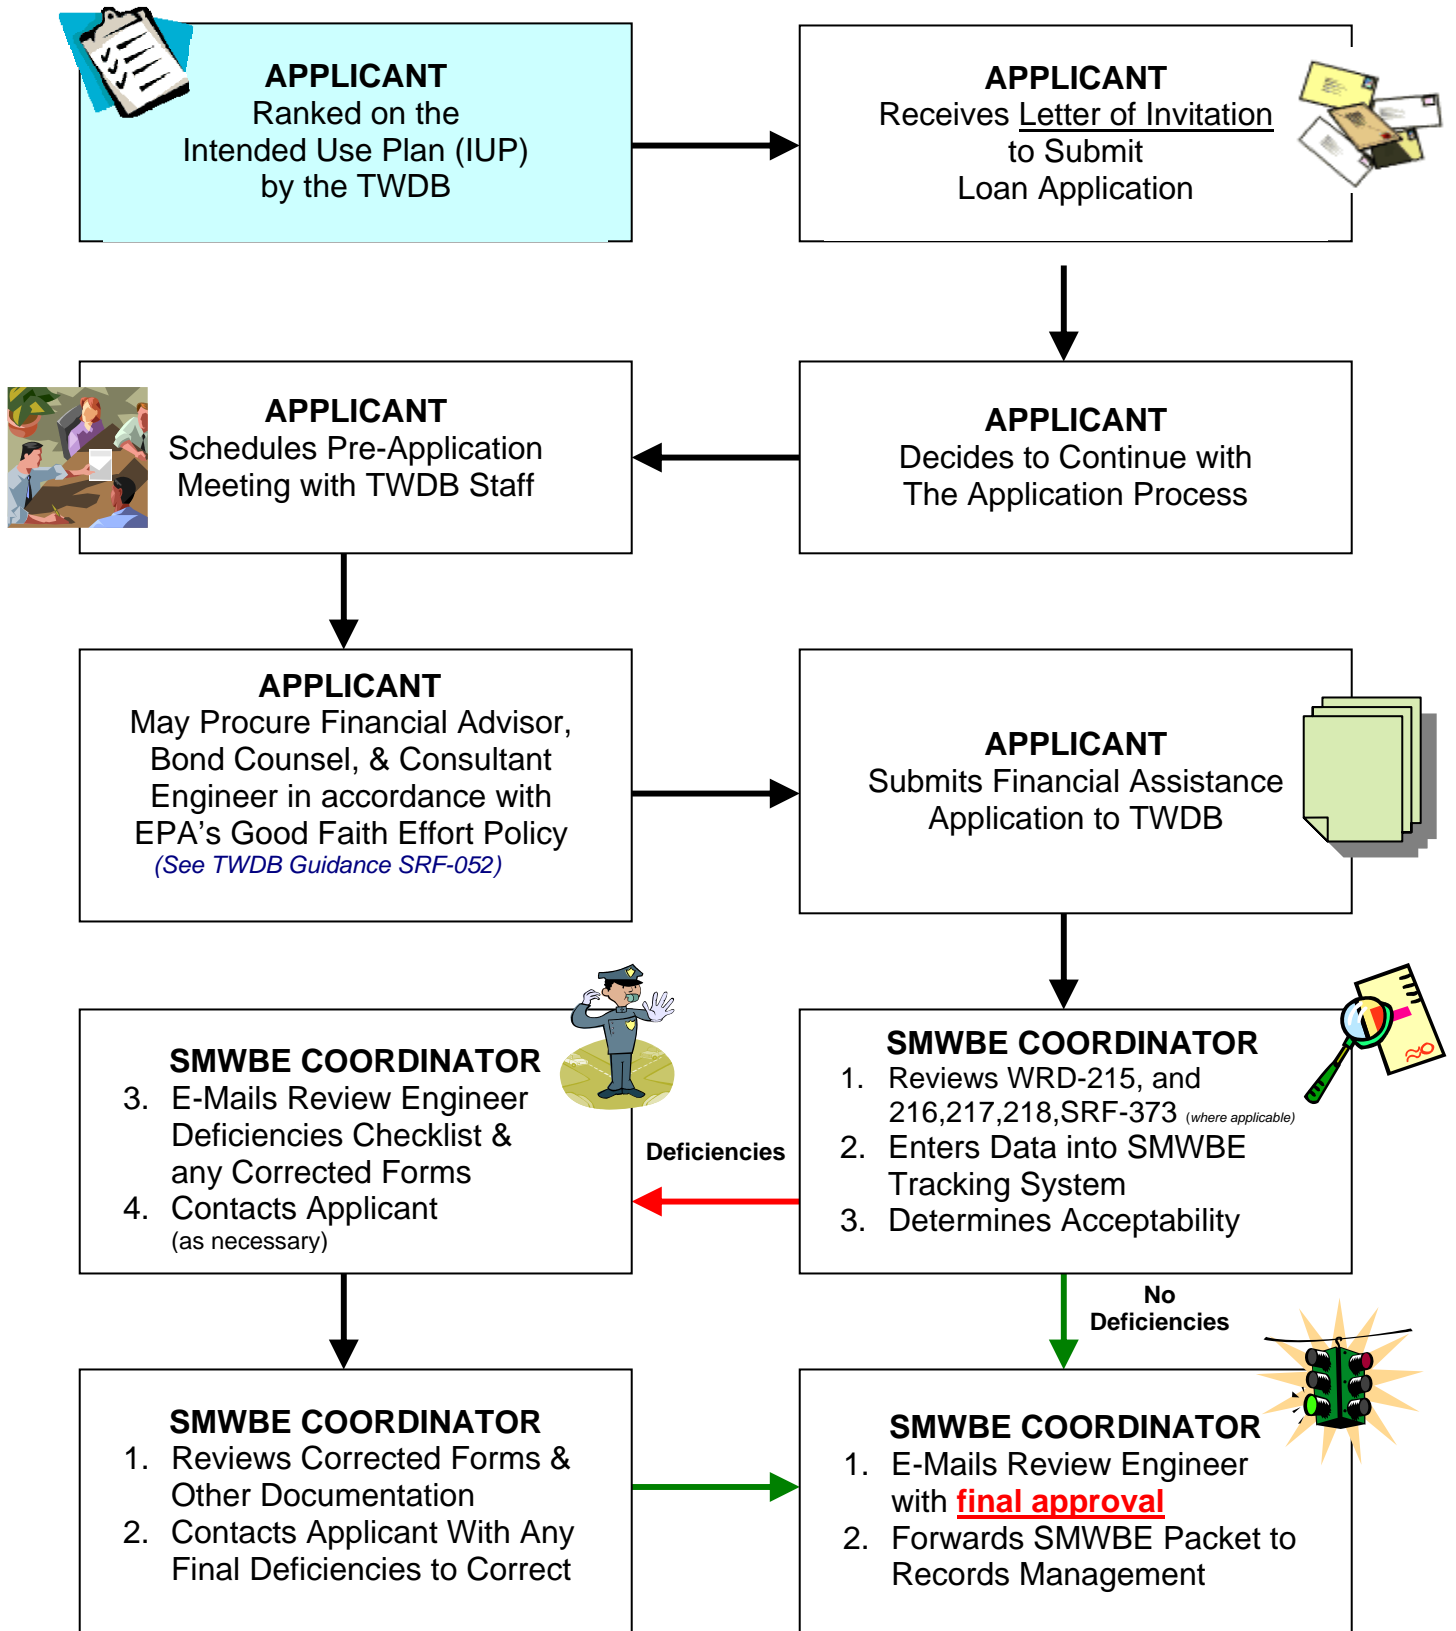 APPLICANT
Ranked on the
Intended Use Plan (IUP)
by the TWDB
APPLICANT
Receives Letter of Invitation
to Submit
Loan Application
APPLICANT
Schedules Pre-Application
Meeting with TWDB Staff
APPLICANT
Decides to Continue with
The Application Process
APPLICANT
May Procure Financial Advisor,
Bond Counsel, & Consultant
Engineer in accordance with
EPA’s Good Faith Effort Policy
(See TWDB Guidance SRF-052)
APPLICANT
Submits Financial Assistance
Application to TWDB
SMWBE COORDINATOR
3. E-Mails Review Engineer
Deficiencies Checklist &
any Corrected Forms
4. Contacts Applicant
(as necessary)
Deficiencies
SMWBE COORDINATOR
1. Reviews WRD-215, and
216,217,218,SRF-373 (where applicable)
2. Enters Data into SMWBE
Tracking System
3. Determines Acceptability
No
Deficiencies
SMWBE COORDINATOR
1. Reviews Corrected Forms &
Other Documentation
2. Contacts Applicant With Any
Final Deficiencies to Correct
SMWBE COORDINATOR
1. E-Mails Review Engineer
with final approval
2. Forwards SMWBE Packet to
Records Management